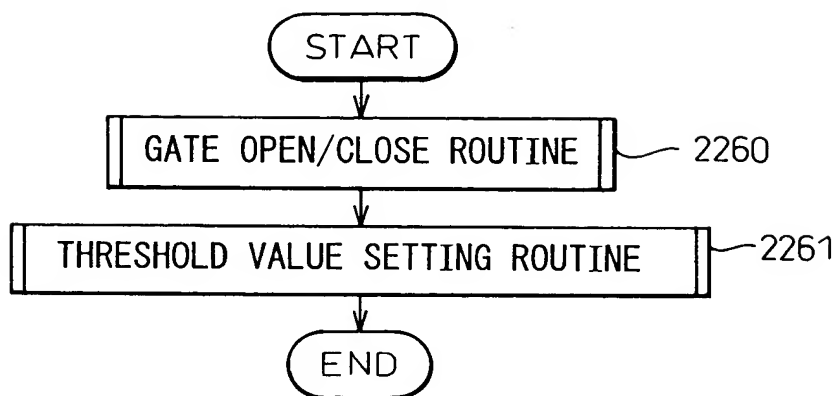 START
GATE OPEN/CLOSE ROUTINE
2260
THRESHOLD VALUE SETTING ROUTINE
2261
END